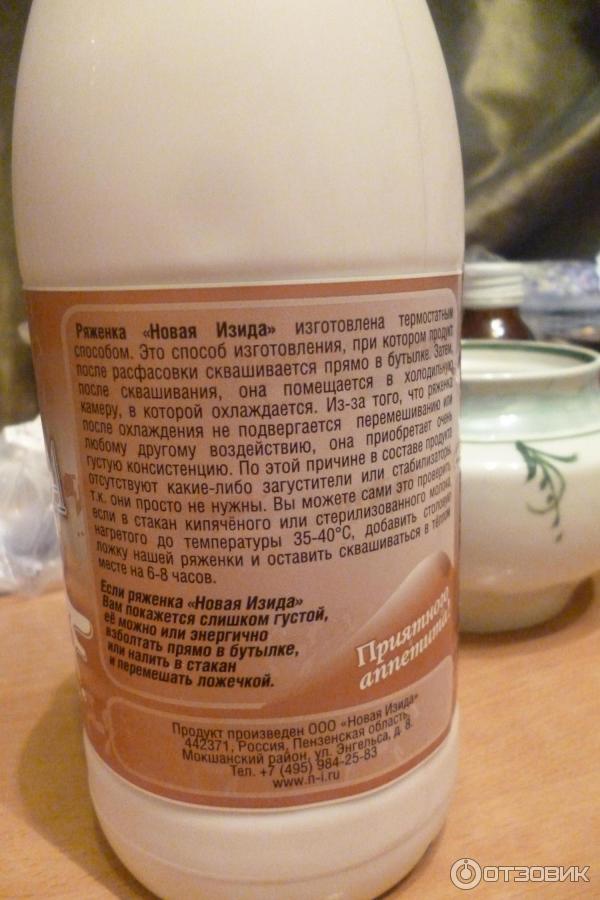 Ряженка «Новая Изида» изготовлена термостатным
способом. Это способ изготовления, при котором продукт
после расфасовки сквашивается прямо в бутылке. Затем,
после сквашивания, она помещается в холодильную
камеру, в которой охлаждается. Из-за того, что ряженка
после охлаждения не подвергается перемешиванию или
любому другому воздействию, она приобретает очень
густую консистенцию. По этой причине в составе продукта
отсутствуют какие-либо загустители или стабилизаторы
т.к. они просто не нужны. Вы можете сами это проверить
если в стакан кипячёного или стерилизованного молока,
нагретого до температуры 35-40°С, добавить столовую
ложку нашей ряженки и оставить сквашиваться в тёплом
месте на 6-8 часов.
Если ряженка «Новая Изида»
Вам покажется слишком густой,
её можно или энергично
взболтать прямо в бутылке,
или налить в стакан
и перемешать ложечкой.
Приятного
аппетита!
Продукт произведен ООО «Новая Изида»
442371, Россия, Пензенская область,
Мокшанский район, ул. Энгельса, д. 8.
Тел. +7 (495) 984-25-83
www.n-i.ru
ОТЗОВИК